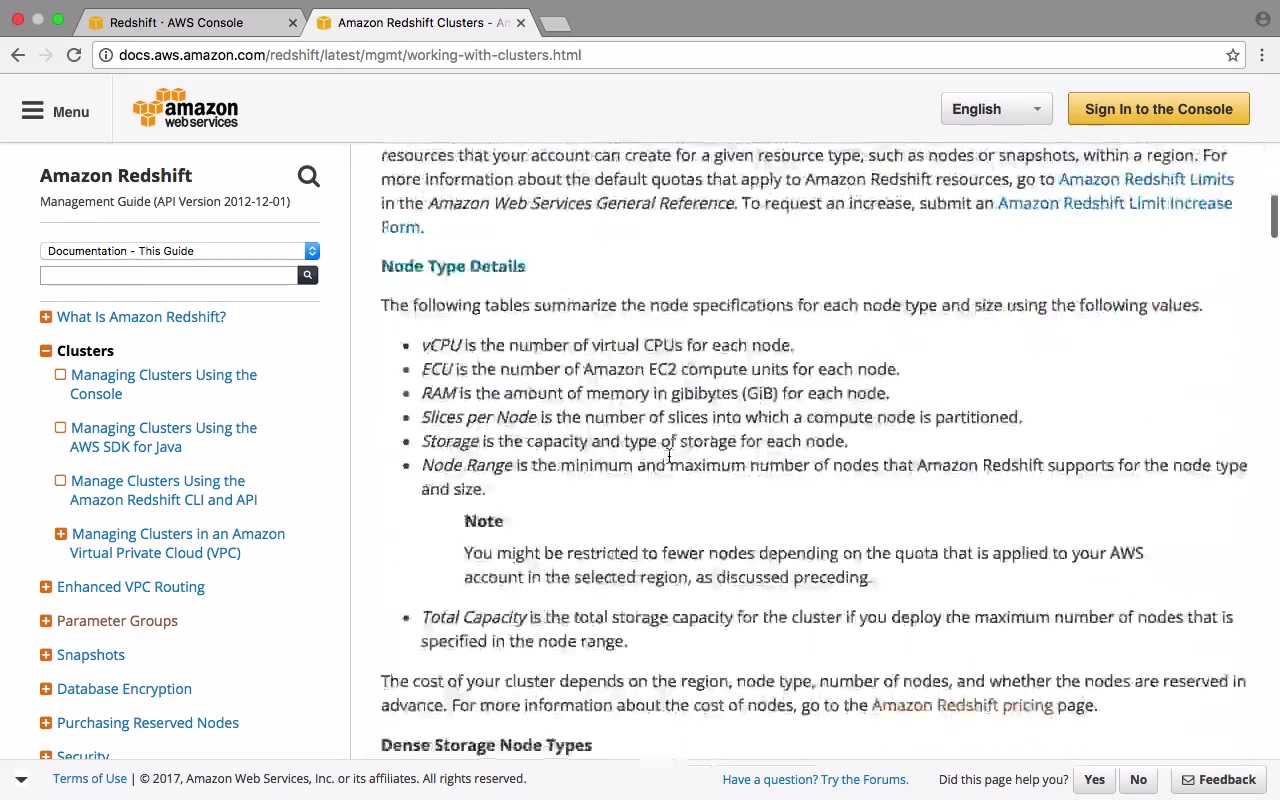 Redshift · AWS Console
Amazon Redshift Clusters - An
docs.aws.amazon.com/redshift/latest/mgmt/working-with-clusters.html
Menu
amazon
web services
English
Sign In to the Console
Amazon Redshift
Management Guide (API Version 2012-12-01)
Documentation - This Guide
What Is Amazon Redshift?
Clusters
Managing Clusters Using the
Console
Managing Clusters Using the
AWS SDK for Java
Manage Clusters Using the
Amazon Redshift CLI and API
Managing Clusters in an Amazon
Virtual Private Cloud (VPC)
Enhanced VPC Routing
Parameter Groups
Snapshots
Database Encryption
Purchasing Reserved Nodes
Security
resources that your account can create for a given resource type, such as nodes or snapshots, within a region. For
more information about the default quotas that apply to Amazon Redshift resources, go to Amazon Redshift Limits
in the Amazon Web Services General Reference. To request an increase, submit an Amazon Redshift Limit Increase
Form.
Node Type Details
The following tables summarize the node specifications for each node type and size using the following values.
• vCPU is the number of virtual CPUs for each node.
• ECU is the number of Amazon EC2 compute units for each node.
• RAM is the amount of memory in gibibytes (GiB) for each node.
• Slices per Node is the number of slices into which a compute node is partitioned.
• Storage is the capacity and type of storage for each node.
• Node Range is the minimum and maximum number of nodes that Amazon Redshift supports for the node type
and size.
Note
You might be restricted to fewer nodes depending on the quota that is applied to your AWS
account in the selected region, as discussed preceding.
• Total Capacity is the total storage capacity for the cluster if you deploy the maximum number of nodes that is
specified in the node range.
The cost of your cluster depends on the region, node type, number of nodes, and whether the nodes are reserved in
advance. For more information about the cost of nodes, go to the Amazon Redshift pricing page.
Dense Storage Node Types
Terms of Use | © 2017, Amazon Web Services, Inc. or its affiliates. All rights reserved.
Have a question? Try the Forums.
Did this page help you?
Yes
No
Feedback